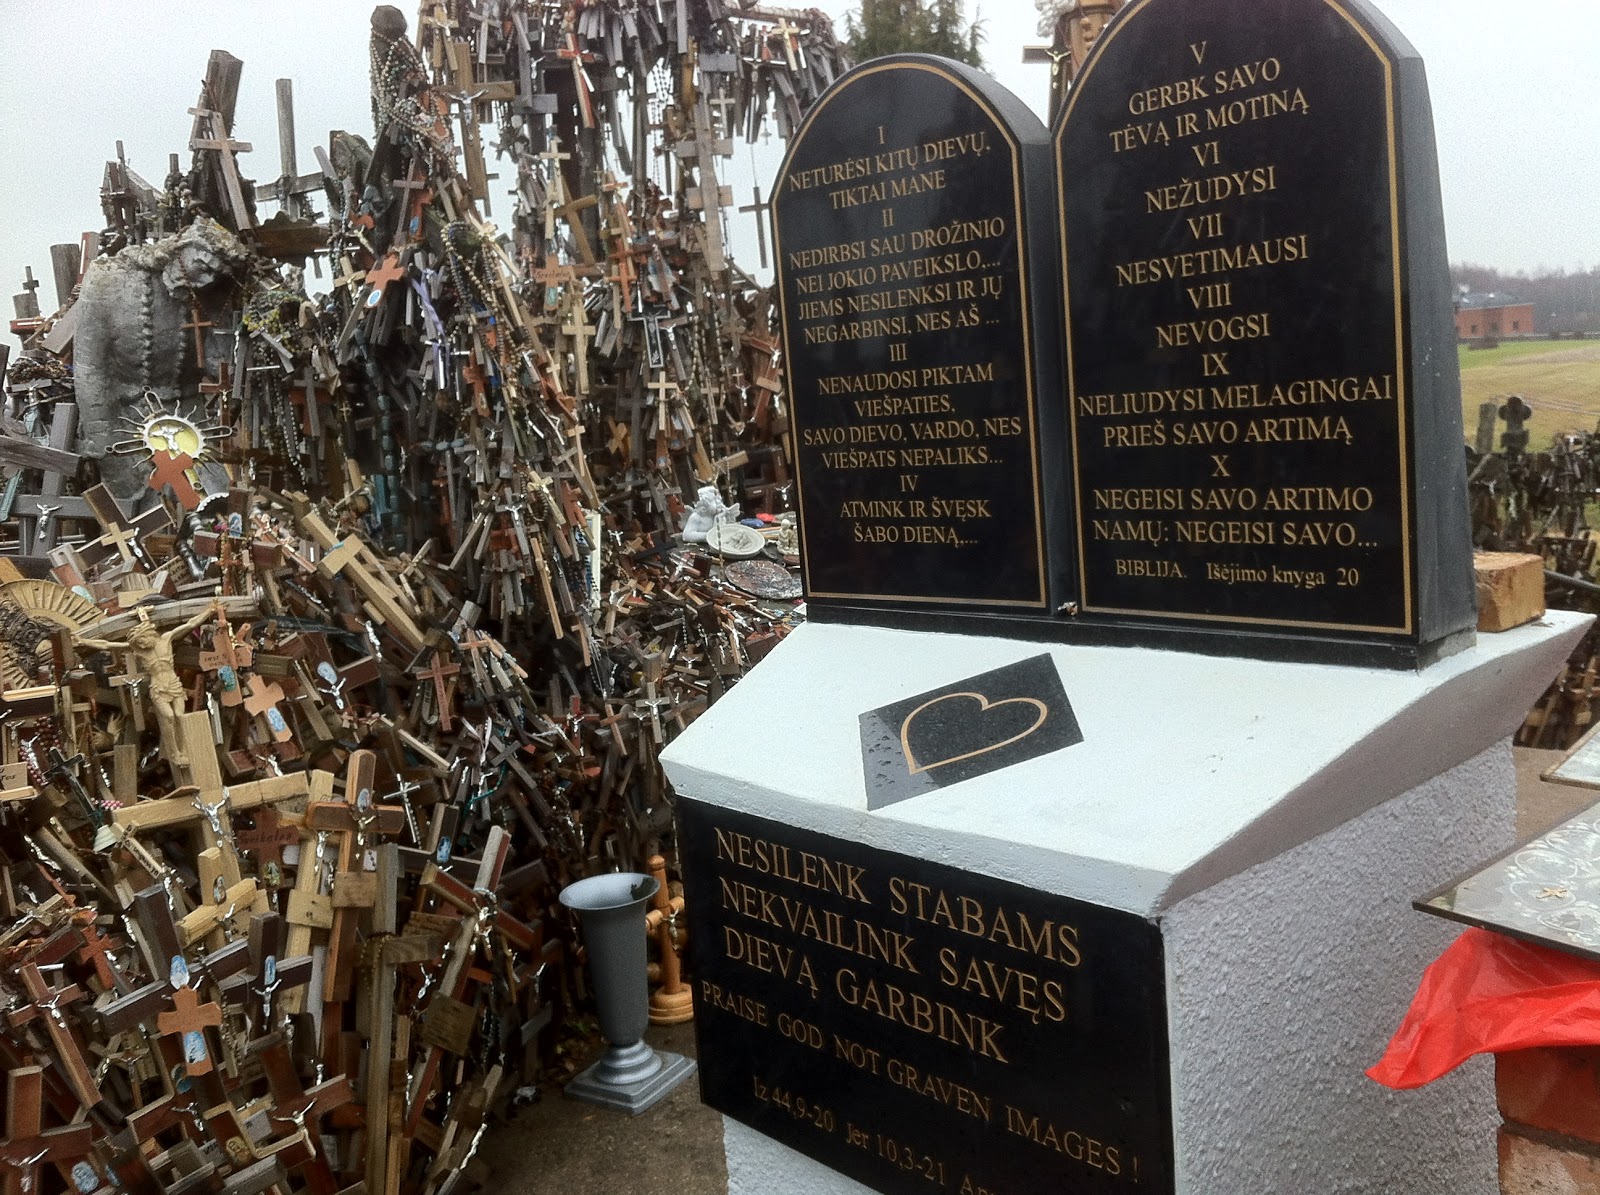 I
NETURĖSI KITŲ DIEVŲ,
TIKTAI MANE
II
NEDIRBSI SAU DROŽINIO
NEI JOKIO PAVEIKSLO,...
JIEMS NESILENKSI IR JŲ
NEGARBINSI, NES AŠ ...
III
NENAUDOSI PIKTAM
VIEŠPATIES,
SAVO DIEVO, VARDO, NES
VIEŠPATS NEPALIKS...
IV
ATMINK IR ŠVĘSK
ŠABO DIENĄ,...
V
GERBK SAVO
TĖVĄ IR MOTINĄ
VI
NEŽUDYSI
VII
NESVETIMAUSI
VIII
NEVOGSI
IX
NELIUDYSI MELAGINGAI
PRIEŠ SAVO ARTIMĄ
X
NEGEISI SAVO ARTIMO
NAMŲ: NEGEISI SAVO...
BIBLIJA. Išėjimo knyga 20
NESILENK STABAMS
NEKVAILINK SAVĘS
DIEVĄ GARBINK
PRAISE GOD NOT GRAVEN IMAGES !
Iz 44,9-20 Jer 10,3-21